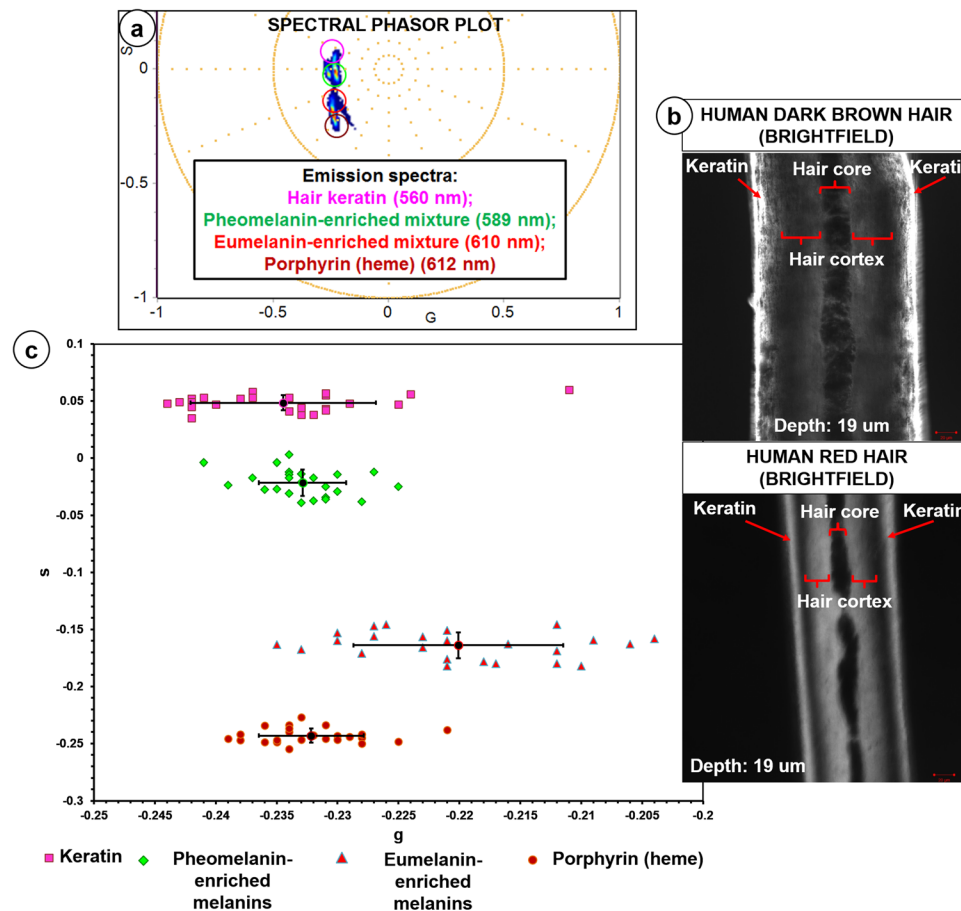 a
SPECTRAL PHASOR PLOT
S
0
-0.5
-1
-1
-0.5
0
0.5
1
G
Emission spectra:
Hair keratin (560 nm);
Pheomelanin-enriched mixture (589 nm);
Eumelanin-enriched mixture (610 nm);
Porphyrin (heme) (612 nm)
b
HUMAN DARK BROWN HAIR
(BRIGHTFIELD)
Keratin
Hair core
Keratin
Hair cortex
Depth: 19 um
HUMAN RED HAIR
(BRIGHTFIELD)
Keratin
Hair core
Keratin
Hair cortex
Depth: 19 um
c
0.1
0.05
0
-0.05
-0.1
-0.15
-0.2
-0.25
-0.3
s
-0.25
-0.245
-0.24
-0.235
-0.23
-0.225
-0.22
-0.215
-0.21
-0.205
-0.2
g
Keratin
Pheomelanin-
enriched
melanins
Eumelanin-
enriched
melanins
Porphyrin (heme)